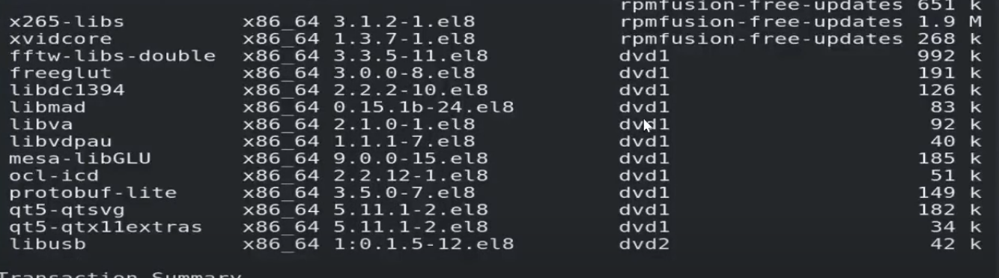 rpmfusion-free-updates 651 k
x265-libs x86_64 3.1.2-1.el8 rpmfusion-free-updates 1.9 M
xvidcore x86_64 1.3.7-1.el8 rpmfusion-free-updates 268 k
fftw-libs-double x86_64 3.3.5-11.el8 dvd1 992 k
freeglut x86_64 3.0.0-8.el8 dvd1 191 k
libdc1394 x86_64 2.2.2-10.el8 dvd1 126 k
libmad x86_64 0.15.1b-24.el8 dvd1 83 k
libva x86_64 2.1.0-1.el8 dvd1 92 k
libvdpau x86_64 1.1.1-7.el8 dvd1 40 k
mesa-libGLU x86_64 9.0.0-15.el8 dvd1 185 k
ocl-icd x86_64 2.2.12-1.el8 dvd1 51 k
protobuf-lite x86_64 3.5.0-7.el8 dvd1 149 k
qt5-qtsvg x86_64 5.11.1-2.el8 dvd1 182 k
qt5-qtx11extras x86_64 5.11.1-2.el8 dvd1 34 k
libusb x86_64 1:0.1.5-12.el8 dvd2 42 k
Transaction Summary